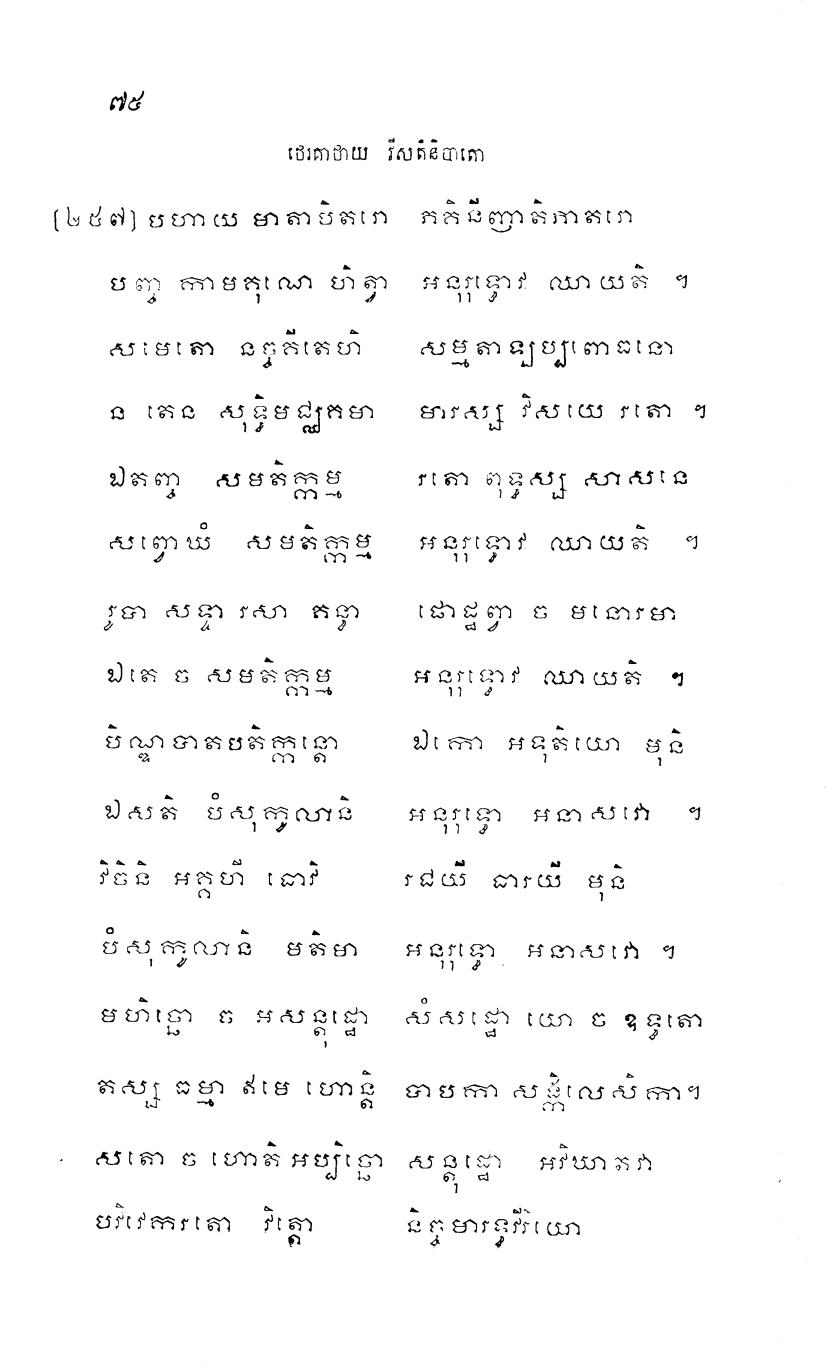 ៧៥
ថេរគាថាយ វីសតិនិបាតោ
[២៥៧] បហាយ មាតាបិតរោ ភគិនីញាតិភាតរោ
បញ្ច កាមគុណេ ហិត្វា អនុរុទ្ធោវ ឈាយតិ ។
សមេតោ នច្ចគីតេហិ សម្មតាឡប្បពោធនោ
ន តេន សុទ្ធិមជ្ឈគមា មារស្ស វិសយេ រតោ ។
ឯតញ្ច សមតិក្កម្ម រតោ ពុទ្ធស្ស សាសនេ
សព្វោឃំ សមតិក្កម្ម អនុរុទ្ធោវ ឈាយតិ ។
រូបា សទ្ទា រសា គន្ធា ផោដ្ឋព្វា ច មនោរមា
ឯតេ ច សមតិក្កម្ម អនុរុទ្ធោវ ឈាយតិ ។
បិណ្ឌបាតបតិក្កន្តោ ឯកោ អទុតិយោ មុនិ
ឯសតិ បំសុកូលានិ អនុរុទ្ធោ អនាសវោ ។
វិចិនិ អគ្គហី ធោវិ រជយី ធារយី មុនិ
បំសុកូលានិ មតិមា អនុរុទ្ធោ អនាសវោ ។
មហិច្ឆោ ច អសន្តុដ្ឋោ សំសដ្ឋោ យោ ច ឧទ្ធតោ
តស្ស ធម្មា ឥមេ ហោន្តិ បាបកា សង្កិលេសិកា។
សតោ ច ហោតិ អប្បិច្ឆោ សន្តុដ្ឋោ អវិឃាតវា
បវិវេករតោ វិត្តោ និច្ចមារទ្ធវីរិយោ